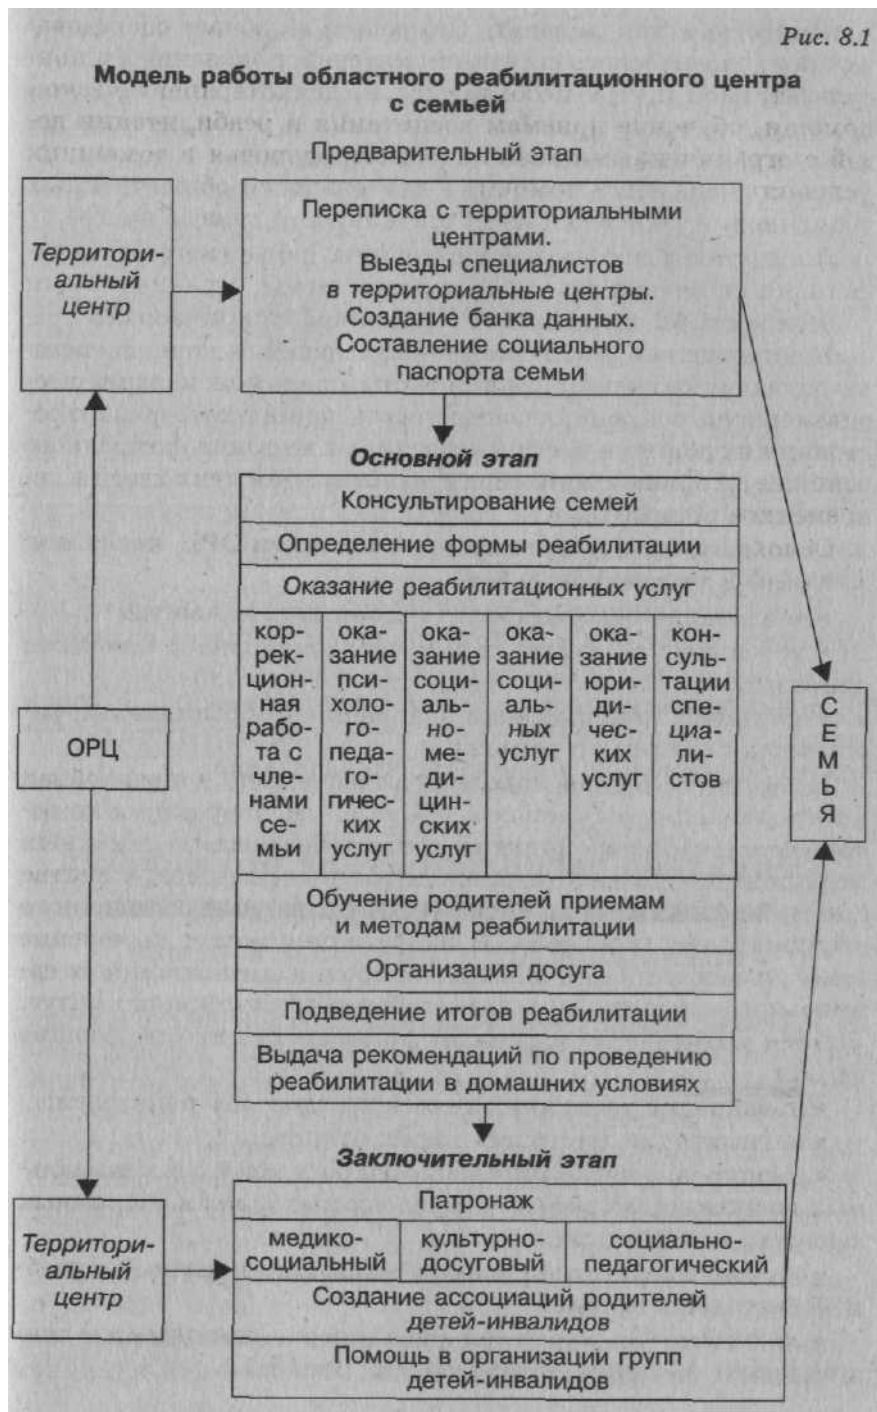 Рис. 8.1
Модель работы областного реабилитационного центра
с семьей
Предварительный этап
Территори-
альный
центр
Переписка с территориальными
центрами.
Выезды специалистов
в территориальные центры.
Создание банка данных.
Составление социального
паспорта семьи
Основной этап
Консультирование семей
Определение формы реабилитации
Оказание реабилитационных услуг
кор-
рек-
цион-
ная
рабо-
та с
чле-
нами
се-
мьи
ока-
зание
пси-
холо-
го-
педа-
го-
гичес-
ких
услуг
ока-
зание
соци-
аль-
но-
ме-
ди-
цин-
ских
услуг
ока-
зание
соци-
аль-
ных
услуг
ока-
зание
юри-
ди-
чес-
ких
услуг
кон-
суль-
тации
спе-
циа-
ли-
стов
ОРЦ
С
Е
М
Ь
Я
Обучение родителей приемам
и методам реабилитации
Организация досуга
Подведение итогов реабилитации
Выдача рекомендаций по проведению
реабилитации в домашних условиях
Заключительный этап
Территори-
альный
центр
Патронаж
медико-
социальный
культурно-
досуговый
социально-
педагогический
Создание ассоциаций родителей
детей-инвалидов
Помощь в организации групп
детей-инвалидов